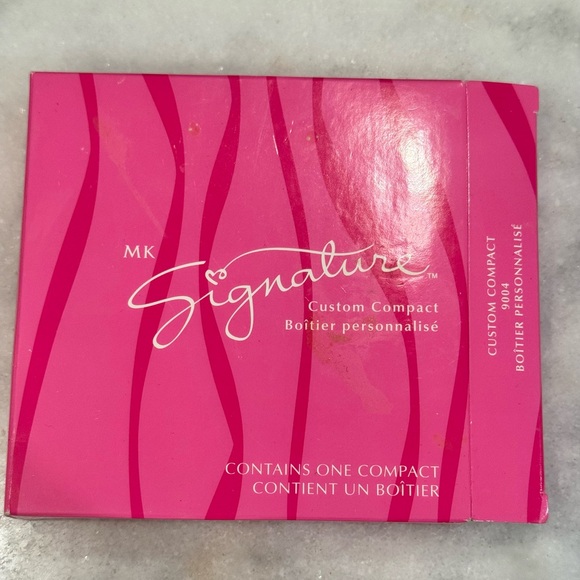 MK
Signature™
Custom Compact
Boîtier personnalisé
CONTAINS ONE COMPACT
CONTIENT UN BOÎTIER
CUSTOM COMPACT
9004
BOÎTIER PERSONNALISÉ